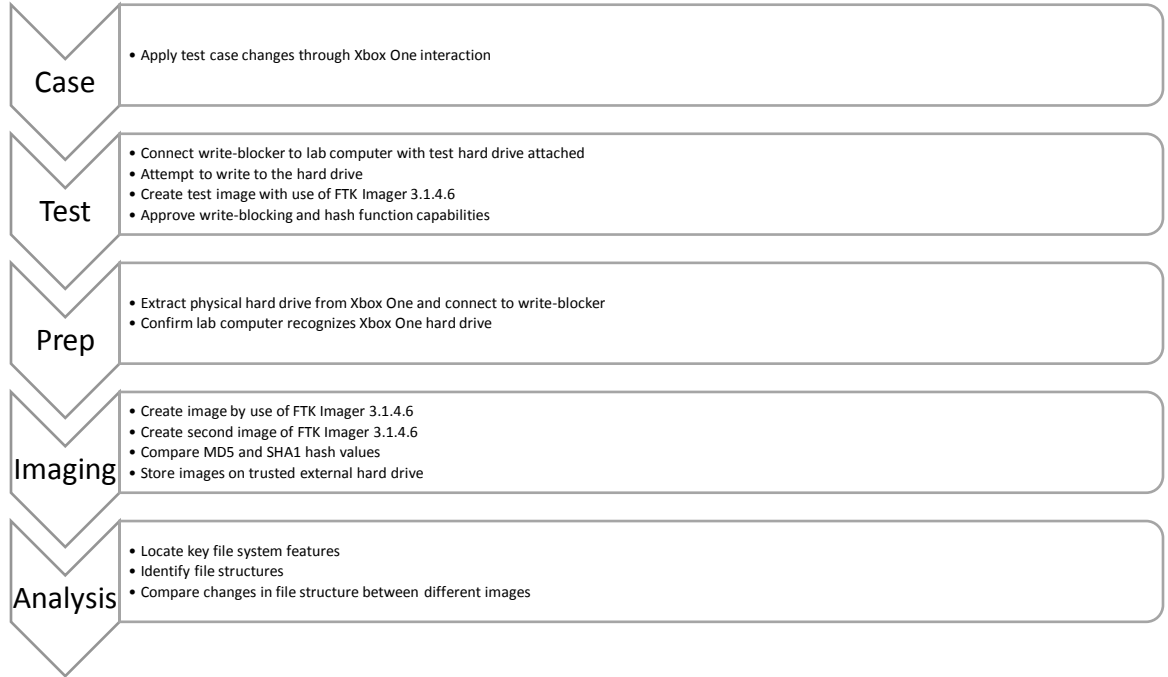 Case
• Apply test case changes through Xbox One interaction
Test
• Connect write-blocker to lab computer with test hard drive attached
• Attempt to write to the hard drive
• Create test image with use of FTK Imager 3.1.4.6
• Approve write-blocking and hash function capabilities
Prep
• Extract physical hard drive from Xbox One and connect to write-blocker
• Confirm lab computer recognizes Xbox One hard drive
Imaging
• Create image by use of FTK Imager 3.1.4.6
• Create second image of FTK Imager 3.1.4.6
• Compare MD5 and SHA1 hash values
• Store images on trusted external hard drive
Analysis
• Locate key file system features
• Identify file structures
• Compare changes in file structure between different images